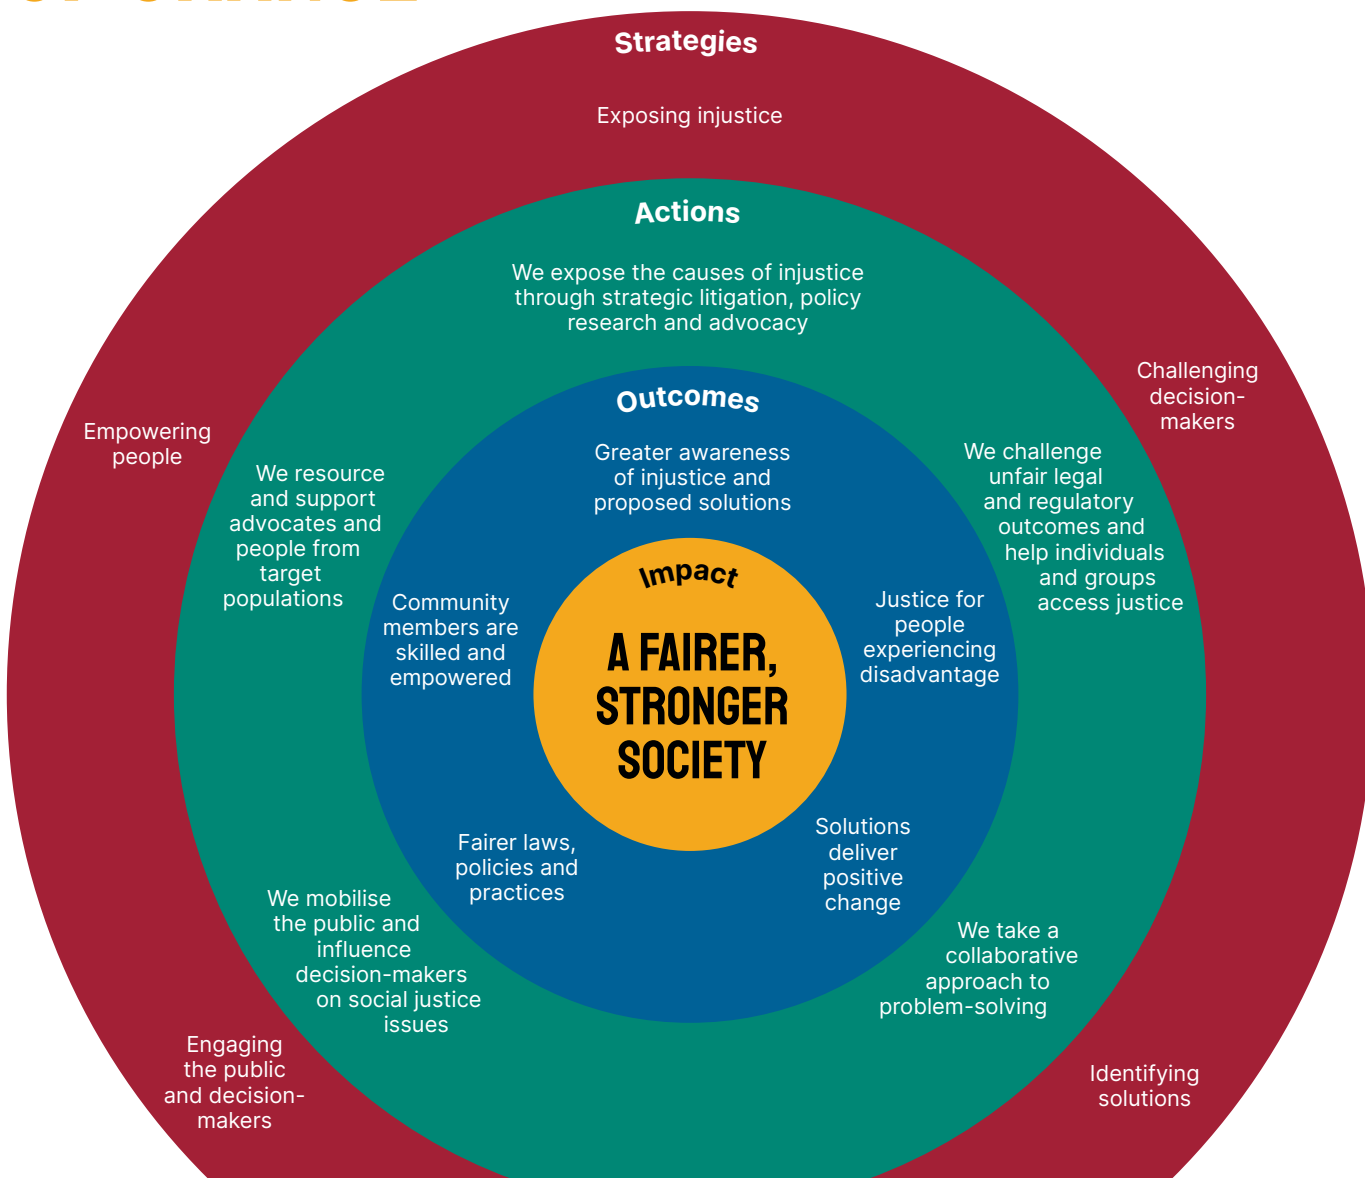 Strategies
Exposing injustice
Actions
We expose the causes of injustice
through strategic litigation, policy
research and advocacy
Challenging
decision-
makers
Empowering
people
Outcomes
Greater awareness
of injustice and
proposed solutions
We challenge
unfair legal
and regulatory
outcomes and
help individuals
and groups
access justice
We resource
and support
advocates and
people from
target
populations
Impact
A FAIRER,
STRONGER
SOCIETY
Community
members are
skilled and
empowered
Justice for
people
experiencing
disadvantage
Fairer laws,
policies and
practices
Solutions
deliver
positive
change
We mobilise
the public and
influence
decision-makers
on social justice
issues
We take a
collaborative
approach to
problem-solving
Engaging
the public
and decision-
makers
Identifying
solutions